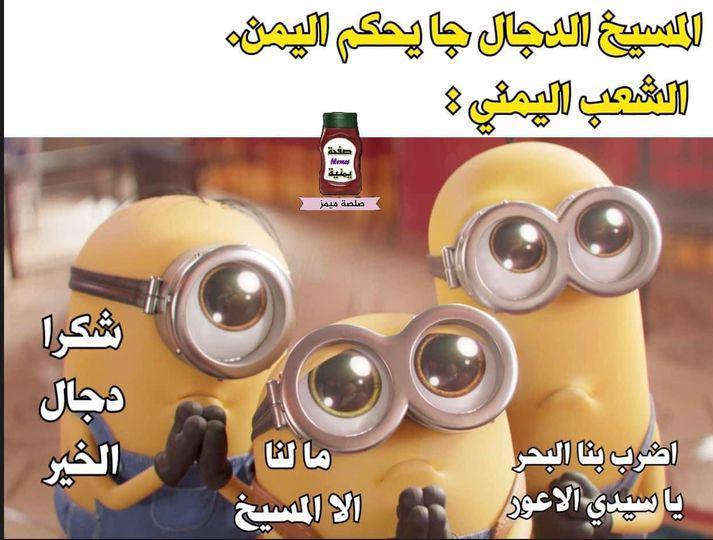 المسيخ الدجال جا يحكم اليمن.
الشعب اليمني :
صفحة
Memes
يمنية
صلصة ميمز
شكرا
دجال
الخير
ما لنا
الا المسيخ
اضرب بنا البحر
يا سيدي الاعور